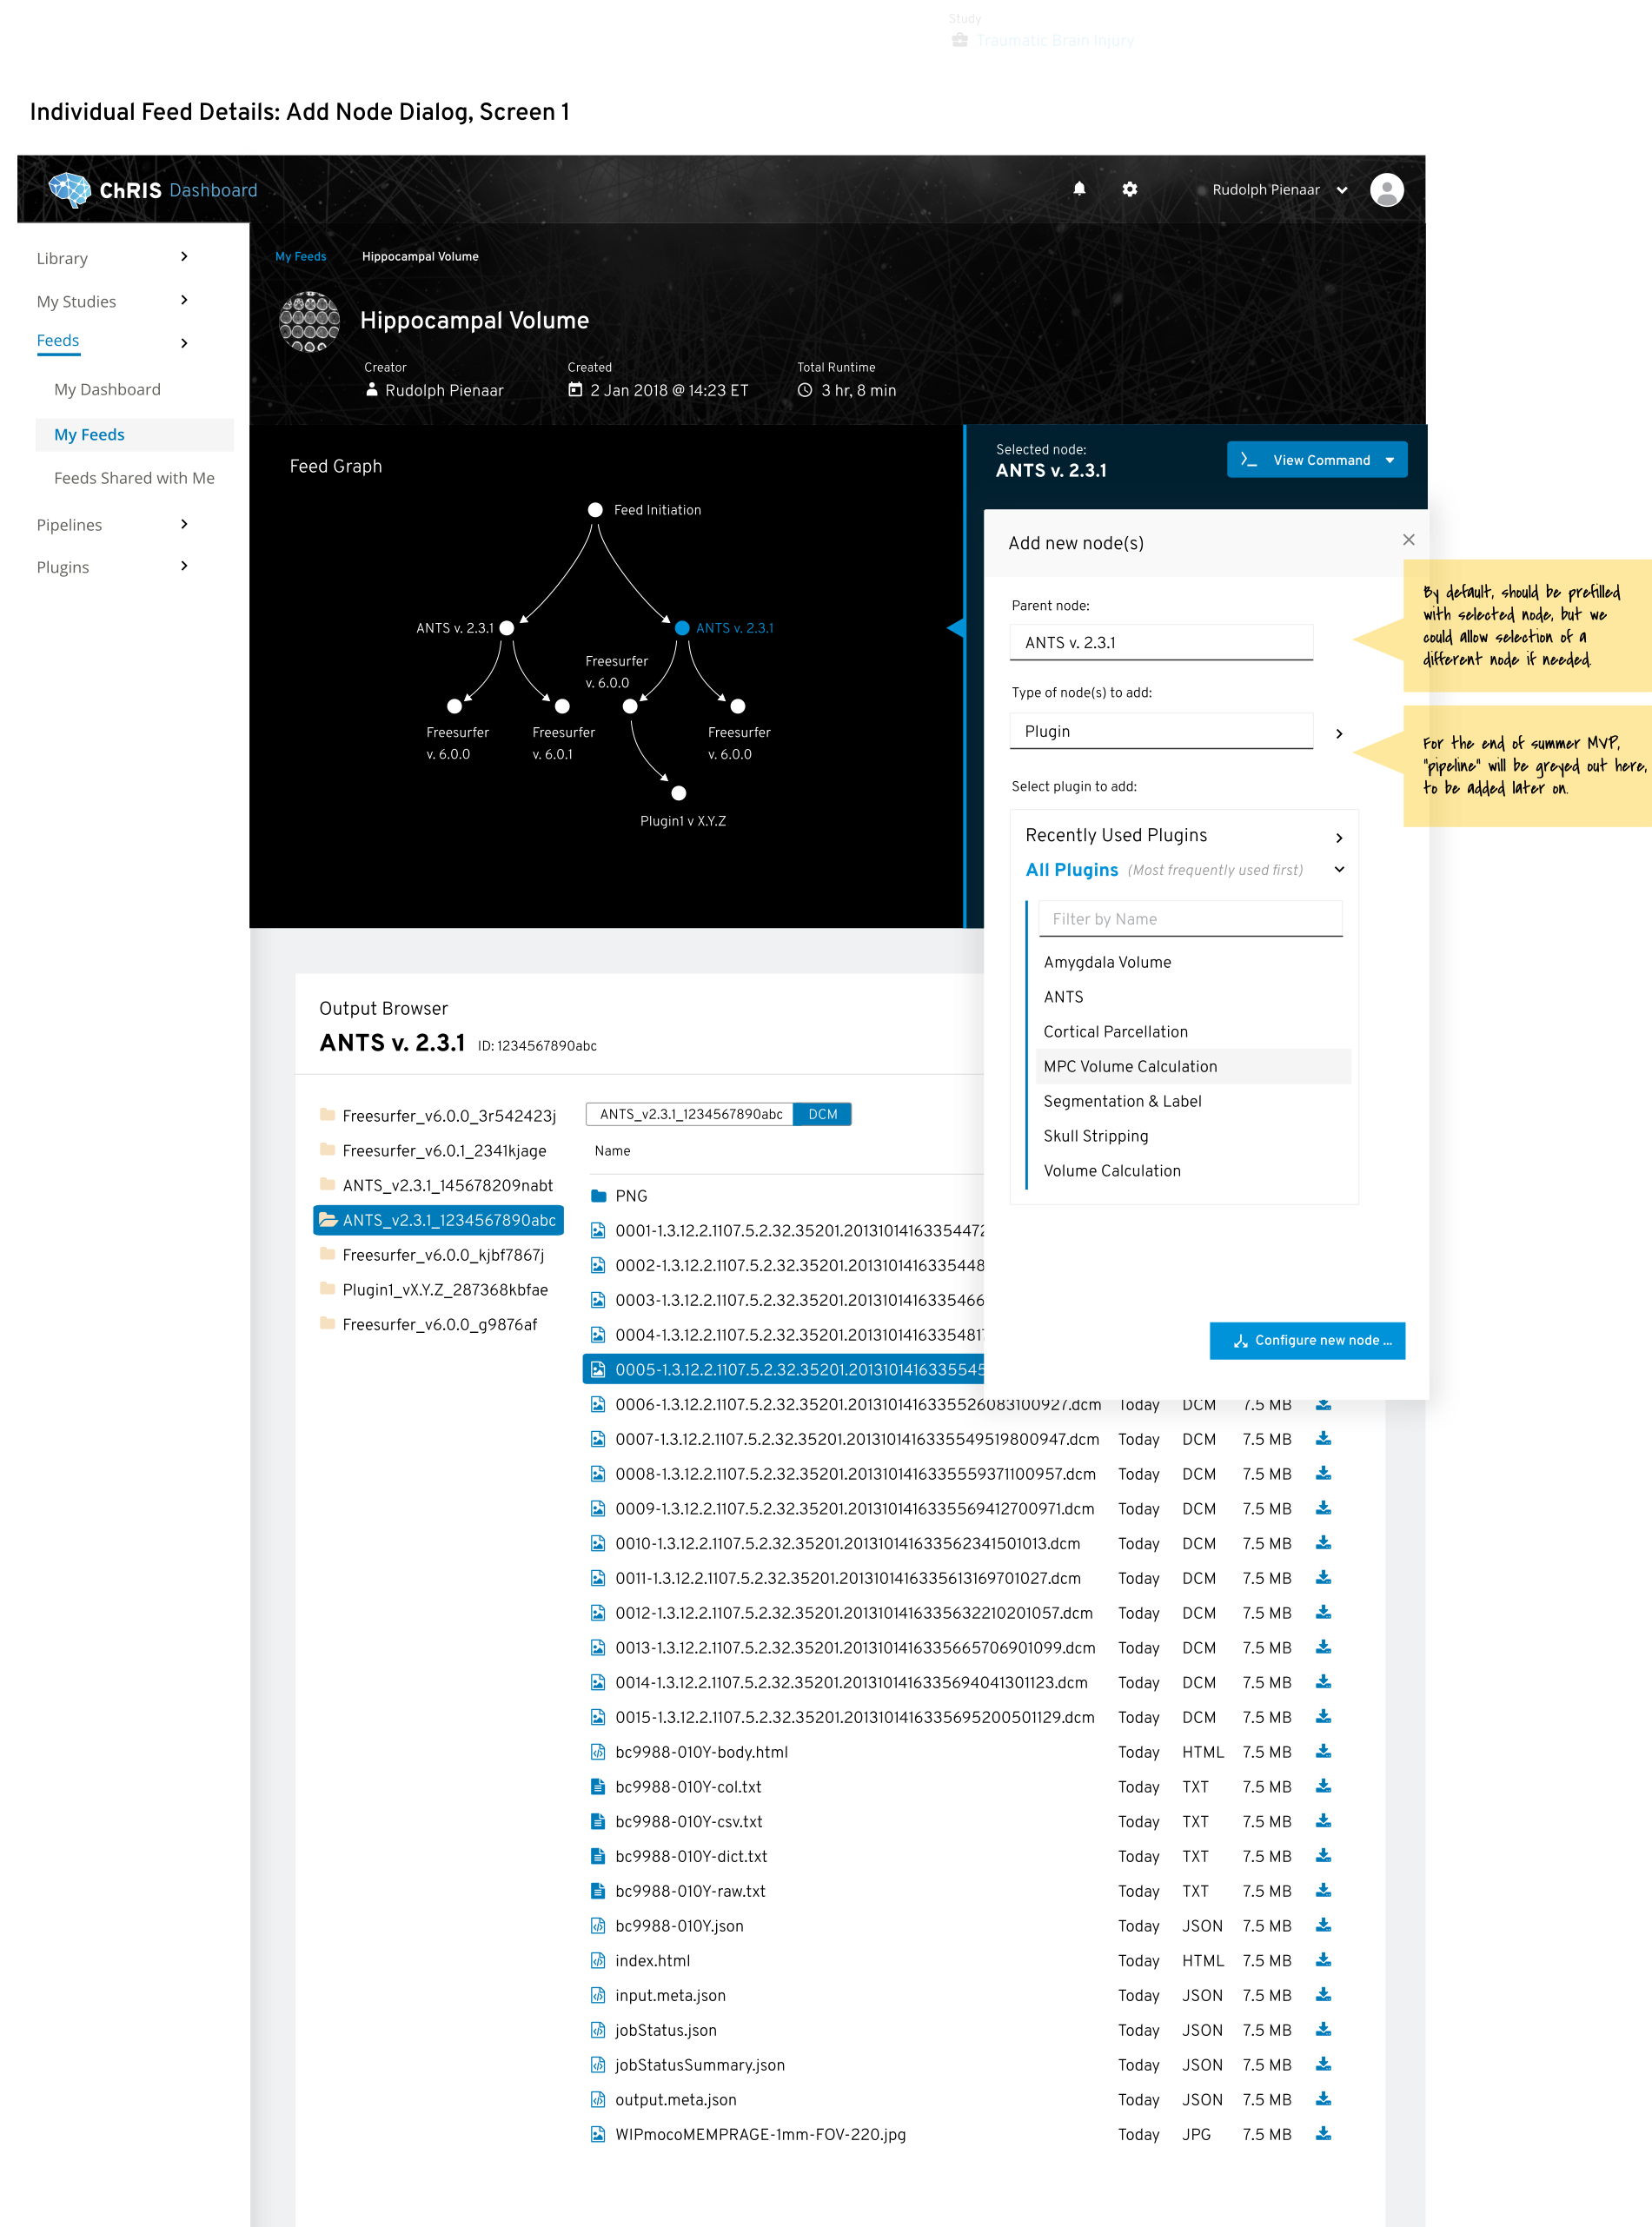 Study
Traumatic Brain Injury
Individual Feed Details: Add Node Dialog, Screen 1
ChRIS Dashboard
Rudolph Pienaar
Library
My Studies
Feeds
My Dashboard
My Feeds
Feeds Shared with Me
Pipelines
Plugins
My Feeds
Hippocampal Volume
Hippocampal Volume
Creator
Rudolph Pienaar
Created
2 Jan 2018 @ 14:23 ET
Total Runtime
3 hr, 8 min
Feed Graph
Feed Initiation
ANTS v. 2.3.1
ANTS v. 2.3.1
Freesurfer
v. 6.0.0
Freesurfer
v. 6.0.0
Freesurfer
v. 6.0.1
Freesurfer
v. 6.0.0
Plugin1 v X.Y.Z
Selected node:
ANTS v. 2.3.1
View Command
Add new node(s)
Parent node:
ANTS v. 2.3.1
Type of node(s) to add:
Plugin
Select plugin to add:
Recently Used Plugins
All Plugins (Most frequently used first)
Filter by Name
Amygdala Volume
ANTS
Cortical Parcellation
MPC Volume Calculation
Segmentation & Label
Skull Stripping
Volume Calculation
Configure new node ...
By default, should be prefilled
with selected node, but we
could allow selection of a
different node if needed.
For the end of summer MVP,
"pipeline" will be greyed out here,
to be added later on.
Output Browser
ANTS v. 2.3.1 ID: 1234567890abc
Freesurfer_v6.0.0_3r542423j
Freesurfer_v6.0.1_2341kjage
ANTS_v2.3.1_145678209nabt
ANTS_v2.3.1_1234567890abc
Freesurfer_v6.0.0_kjbf7867j
Plugin1_vX.Y.Z_287368kbfae
Freesurfer_v6.0.0_g9876af
ANTS_v2.3.1_1234567890abc DCM
Name
PNG
0001-1.3.12.2.1107.5.2.32.35201.2013101416335447
0002-1.3.12.2.1107.5.2.32.35201.2013101416335448
0003-1.3.12.2.1107.5.2.32.35201.2013101416335466
0004-1.3.12.2.1107.5.2.32.35201.2013101416335481
0005-1.3.12.2.1107.5.2.32.35201.2013101416335545
0006-1.3.12.2.1107.5.2.32.35201.2013101416335526083100927.dcm Today DCM 7.5 MB
0007-1.3.12.2.1107.5.2.32.35201.2013101416335549519800947.dcm Today DCM 7.5 MB
0008-1.3.12.2.1107.5.2.32.35201.2013101416335559371100957.dcm Today DCM 7.5 MB
0009-1.3.12.2.1107.5.2.32.35201.2013101416335569412700971.dcm Today DCM 7.5 MB
0010-1.3.12.2.1107.5.2.32.35201.201310141633562341501013.dcm Today DCM 7.5 MB
0011-1.3.12.2.1107.5.2.32.35201.2013101416335613169701027.dcm Today DCM 7.5 MB
0012-1.3.12.2.1107.5.2.32.35201.2013101416335632210201057.dcm Today DCM 7.5 MB
0013-1.3.12.2.1107.5.2.32.35201.2013101416335665706901099.dcm Today DCM 7.5 MB
0014-1.3.12.2.1107.5.2.32.35201.2013101416335694041301123.dcm Today DCM 7.5 MB
0015-1.3.12.2.1107.5.2.32.35201.2013101416335695200501129.dcm Today DCM 7.5 MB
bc9988-010Y-body.html Today HTML 7.5 MB
bc9988-010Y-col.txt Today TXT 7.5 MB
bc9988-010Y-csv.txt Today TXT 7.5 MB
bc9988-010Y-dict.txt Today TXT 7.5 MB
bc9988-010Y-raw.txt Today TXT 7.5 MB
bc9988-010Y.json Today JSON 7.5 MB
index.html Today HTML 7.5 MB
input.meta.json Today JSON 7.5 MB
jobStatus.json Today JSON 7.5 MB
jobStatusSummary.json Today JSON 7.5 MB
output.meta.json Today JSON 7.5 MB
WIPmocoMEMPRAGE-1mm-FOV-220.jpg Today JPG 7.5 MB